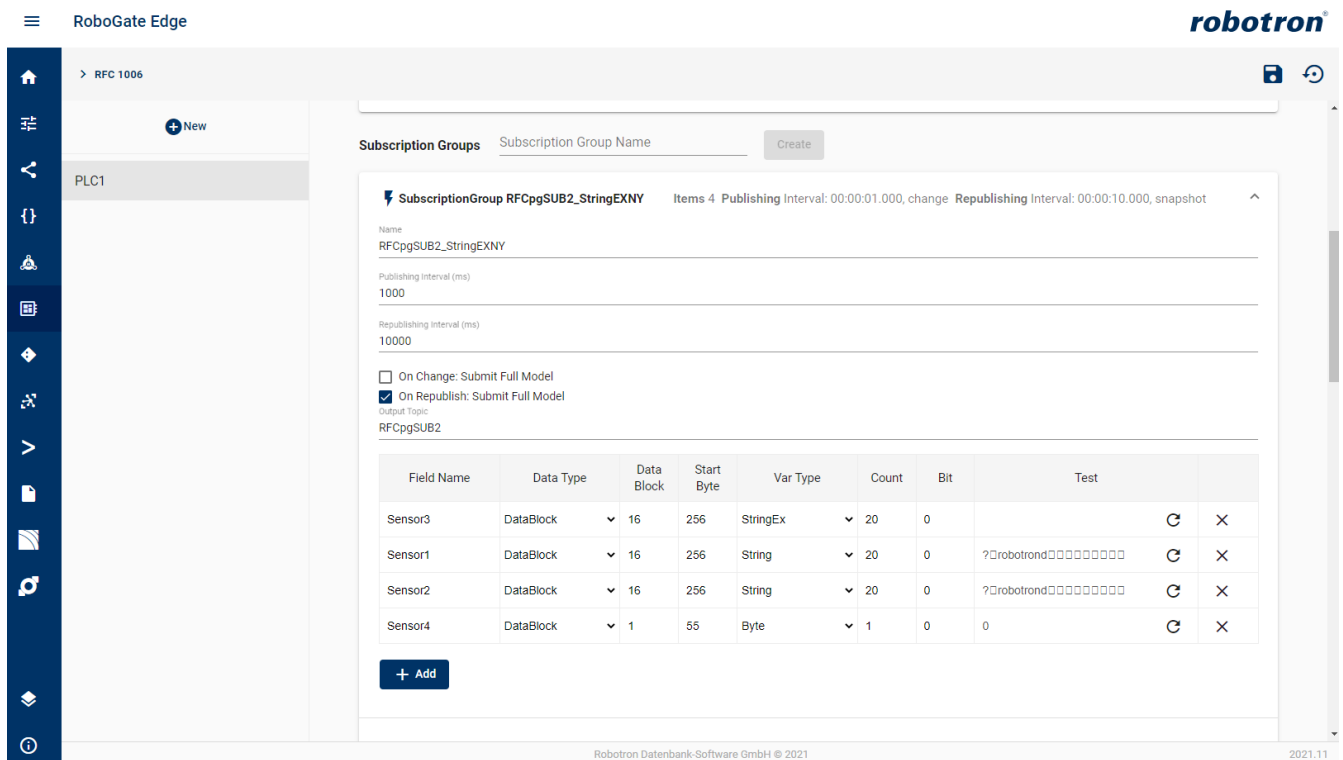 RoboGate Edge
robotron®
> RFC 1006
New
PLC1
Subscription Groups Subscription Group Name Create
SubscriptionGroup RFCpgSUB2_StringEXNY Items 4 Publishing Interval: 00:00:01.000, change Republishing Interval: 00:00:10.000, snapshot
Name
RFCpgSUB2_StringEXNY
Publishing Interval (ms)
1000
Republishing Interval (ms)
10000
On Change: Submit Full Model
On Republish: Submit Full Model
Output Topic
RFCpgSUB2
Field Name Data Type Data Block Start Byte Var Type Count Bit Test
Sensor3 DataBlock 16 256 StringEx 20 0
Sensor1 DataBlock 16 256 String 20 0 ?□robotrond□□□□□□□□□
Sensor2 DataBlock 16 256 String 20 0 ?□robotrond□□□□□□□□□
Sensor4 DataBlock 1 55 Byte 1 0 0
+ Add
Robotron Datenbank-Software GmbH © 2021 2021.11